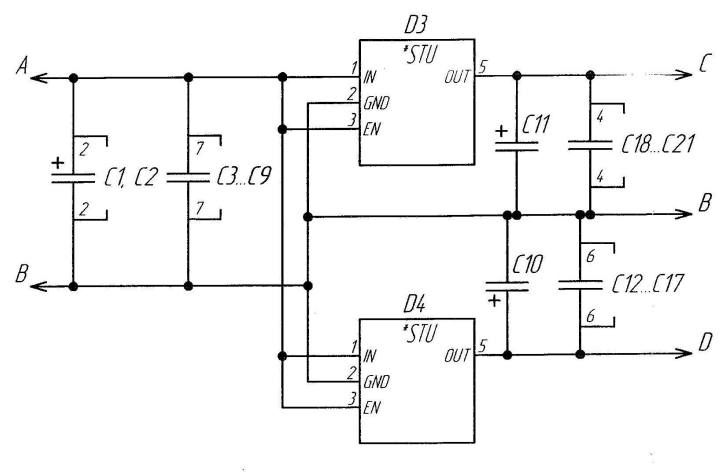 D3
*STU
A
1 IN
OUT 5
C
2 GND
3 EN
+ C11
4
C18...C21
4
2
+ C1, C2
2
7
C3...C9
7
B
B
C10
+
6
C12...C17
6
D4
*STU
1 IN
OUT 5
D
2 GND
3 EN